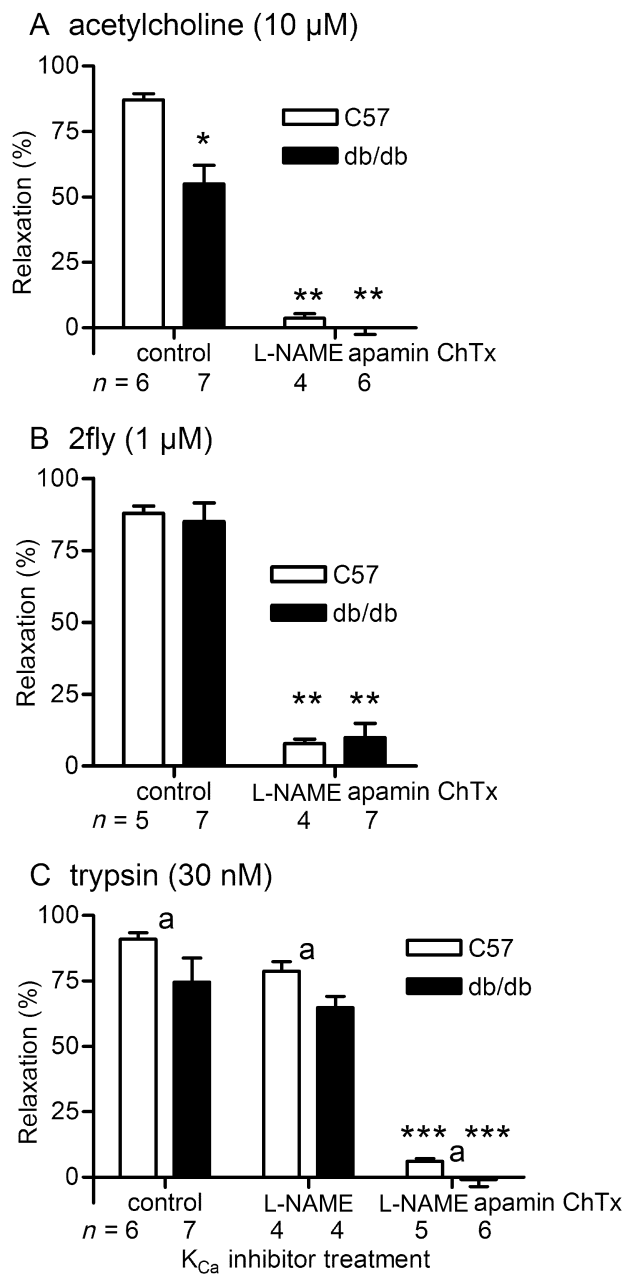 A acetylcholine (10 µM)
100
75
50
25
0
Relaxation (%)
*
C57
db/db
** **
control L-NAME apamin ChTx
n = 6 7 4 6
B 2fly (1 µM)
100
75
50
25
0
Relaxation (%)
C57
db/db
** **
control L-NAME apamin ChTx
n = 5 7 4 7
C trypsin (30 nM)
100
75
50
25
0
Relaxation (%)
a
a
C57
db/db
*** ***
a
control L-NAME L-NAME apamin ChTx
n = 6 7 4 4 5 6
KCa inhibitor treatment